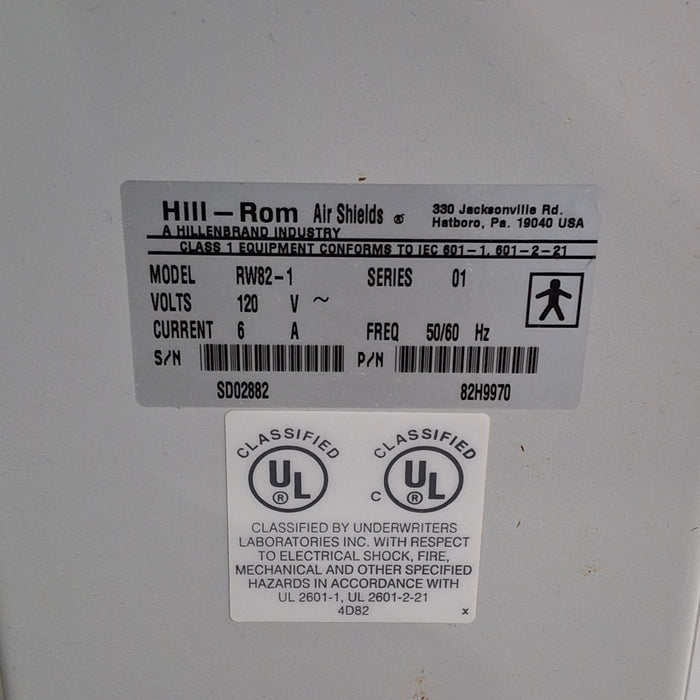 Hill-Rom Air Shields ® 330 Jacksonville Rd.
A HILLENBRAND INDUSTRY Hatboro, Pa. 19040 USA
CLASS 1 EQUIPMENT CONFORMS TO IEC 601-1, 601-2-21
MODEL RW82-1 SERIES 01
VOLTS 120 V ~
CURRENT 6 A FREQ 50/60 Hz
S/N P/N
SD02882 82H9970
CLASSIFIED CLASSIFIED
UL ® C UL ®
CLASSIFIED BY UNDERWRITERS
LABORATORIES INC. WITH RESPECT
TO ELECTRICAL SHOCK, FIRE,
MECHANICAL AND OTHER SPECIFIED
HAZARDS IN ACCORDANCE WITH
UL 2601-1, UL 2601-2-21
4D82 x